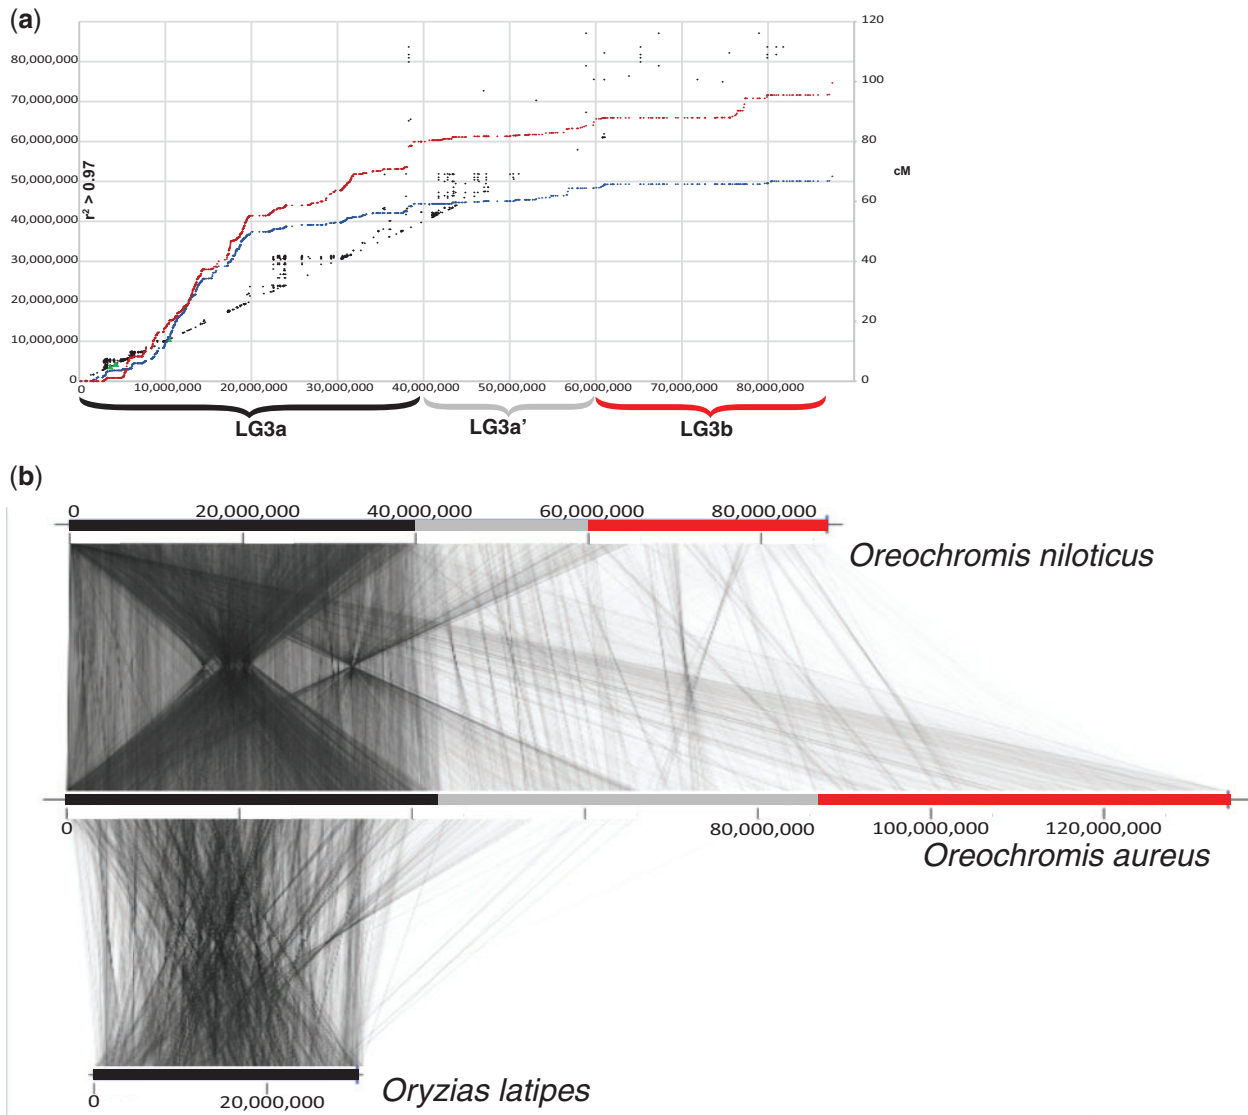 (a)
120
80,000,000
100
70,000,000
60,000,000
80
50,000,000
r² > 0.97
cM
60
40,000,000
30,000,000
40
20,000,000
20
10,000,000
0
0
0 10,000,000 20,000,000 30,000,000 40,000,000 50,000,000 60,000,000 70,000,000 80,000,000
LG3a LG3a’ LG3b
(b)
0 20,000,000 40,000,000 60,000,000 80,000,000
Oreochromis niloticus
0 80,000,000 100,000,000 120,000,000
Oreochromis aureus
Oryzias latipes
0 20,000,000